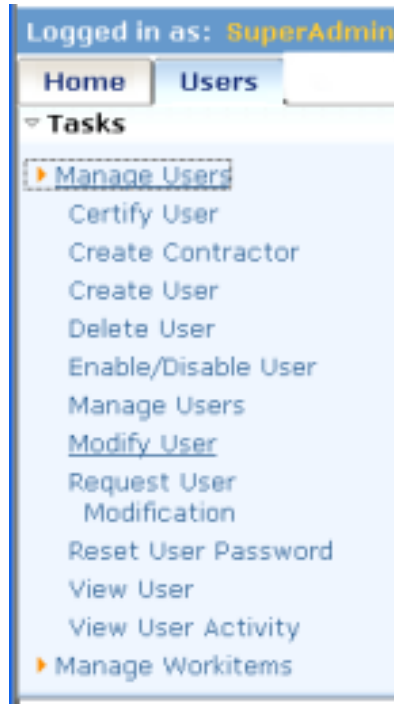 Logged in as: SuperAdmin
Home Users
Tasks
Manage Users
Certify User
Create Contractor
Create User
Delete User
Enable/Disable User
Manage Users
Modify User
Request User
Modification
Reset User Password
View User
View User Activity
Manage Workitems